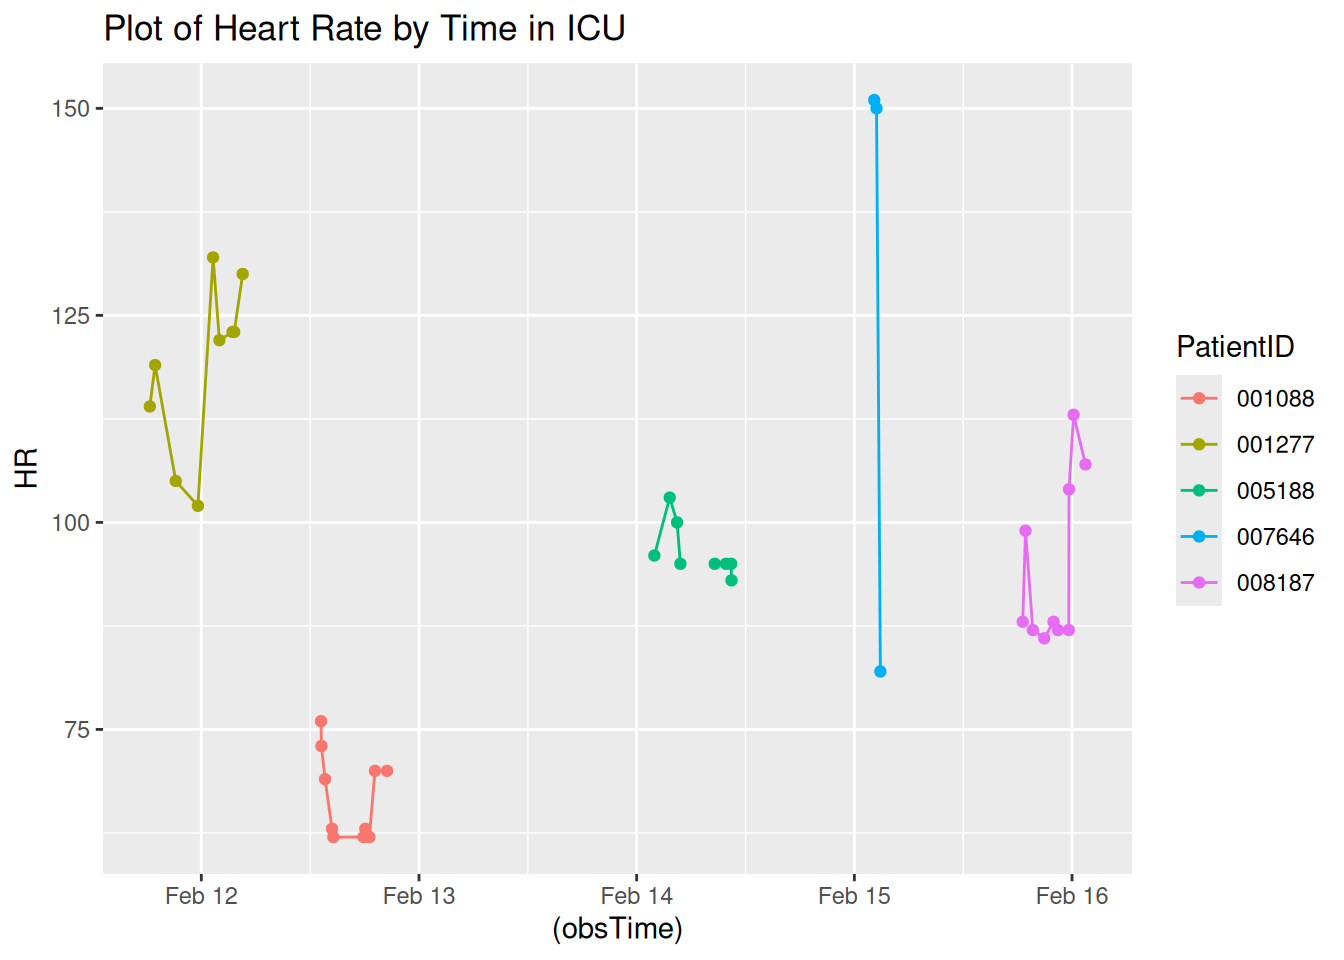 Plot of Heart Rate by Time in ICU
150
125
100
75
HR
Feb 12
Feb 13
Feb 14
Feb 15
Feb 16
(obsTime)
PatientID
001088
001277
005188
007646
008187